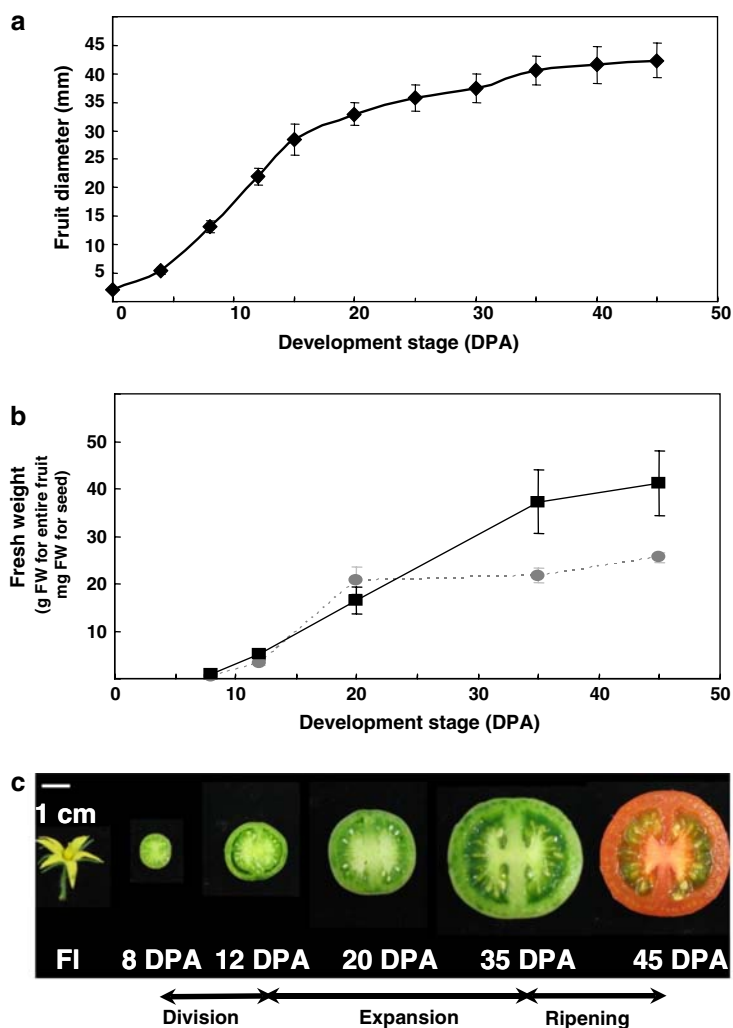 a
Fruit diameter (mm)
45
40
35
30
25
20
15
10
5
0 10 20 30 40 50
Development stage (DPA)
b
Fresh weight
(g FW for entire fruit
mg FW for seed)
50
40
30
20
10
0 10 20 30 40 50
Development stage (DPA)
c
1 cm
Fl 8 DPA 12 DPA 20 DPA 35 DPA 45 DPA
Division Expansion Ripening